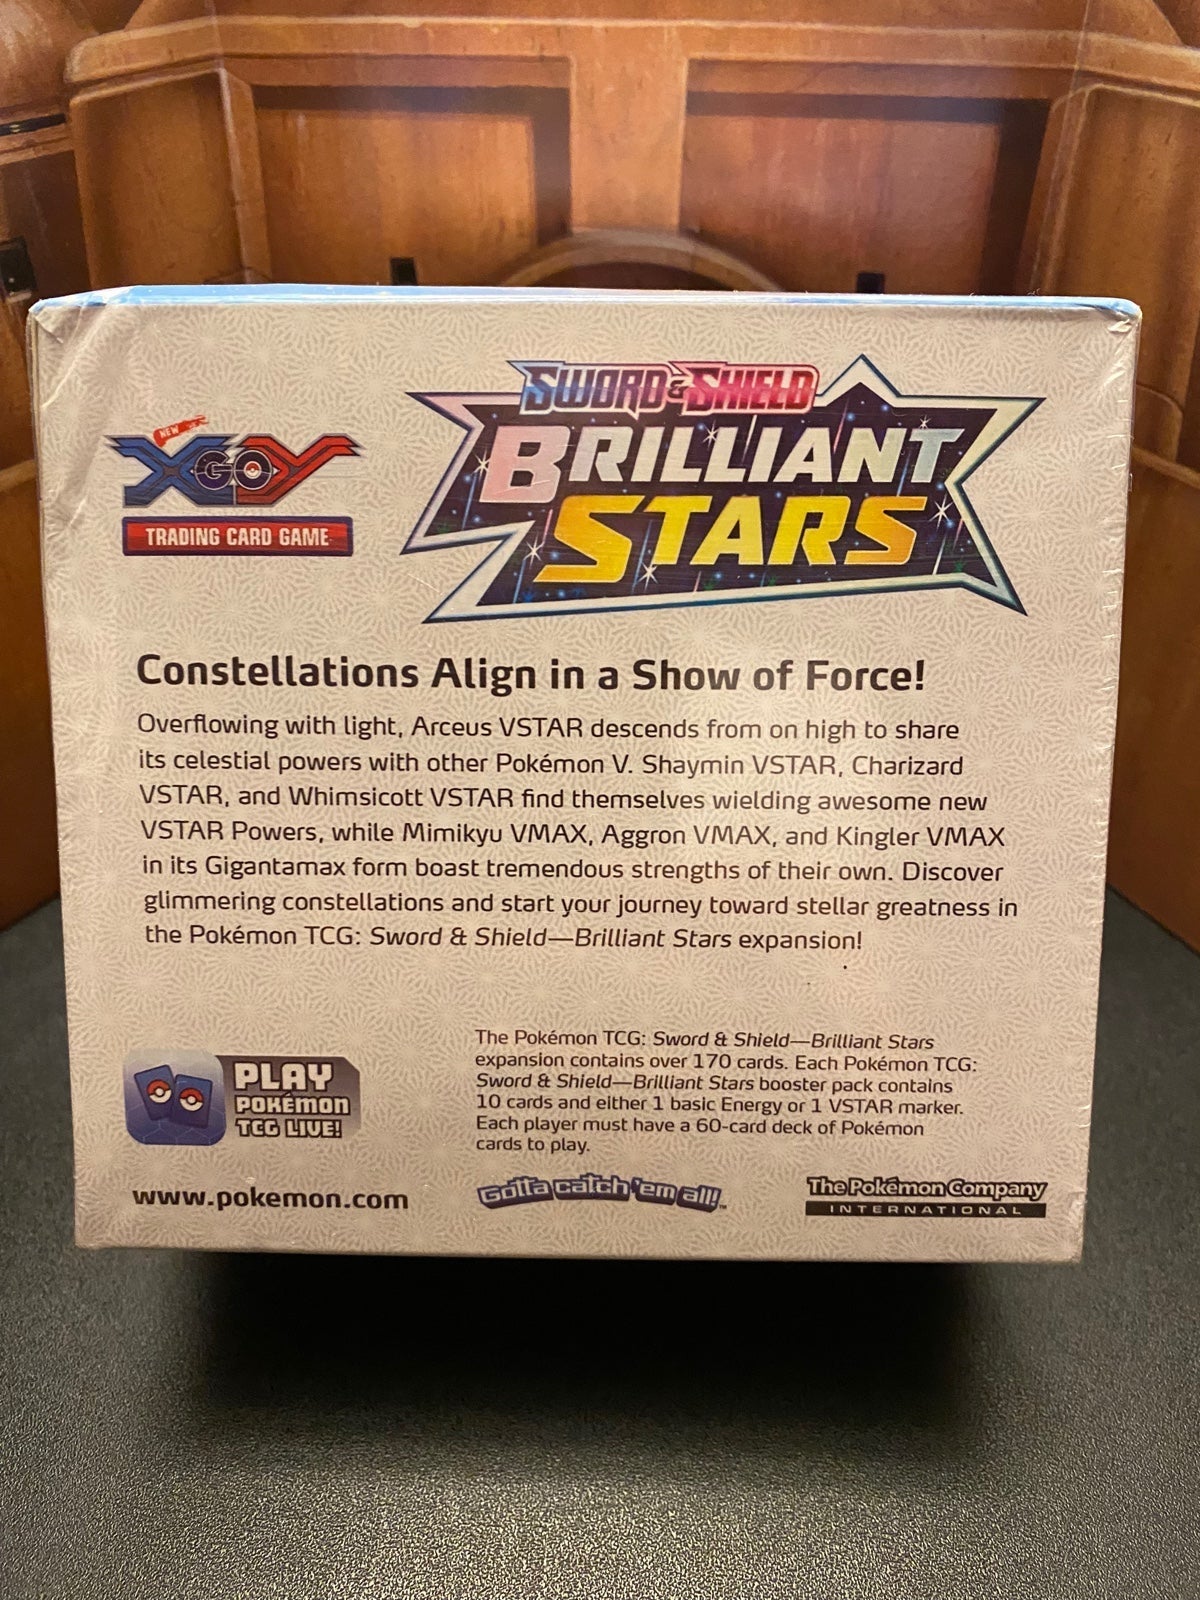 SWORD & SHIELD
BRILLIANT
STARS
NEW
XGOY
TRADING CARD GAME
Constellations Align in a Show of Force!
Overflowing with light, Arceus VSTAR descends from on high to share
its celestial powers with other Pokémon V. Shaymin VSTAR, Charizard
VSTAR, and Whimsicott VSTAR find themselves wielding awesome new
VSTAR Powers, while Mimikyu VMAX, Aggron VMAX, and Kingler VMAX
in its Gigantamax form boast tremendous strengths of their own. Discover
glimmering constellations and start your journey toward stellar greatness in
the Pokémon TCG: Sword & Shield—Brilliant Stars expansion!
The Pokémon TCG: Sword & Shield—Brilliant Stars
expansion contains over 170 cards. Each Pokémon TCG:
Sword & Shield—Brilliant Stars booster pack contains
10 cards and either 1 basic Energy or 1 VSTAR marker.
Each player must have a 60-card deck of Pokémon
cards to play.
PLAY
POKÉMON
TCG LIVE!
www.pokemon.com
Gotta catch 'em all!™
The Pokémon Company
INTERNATIONAL